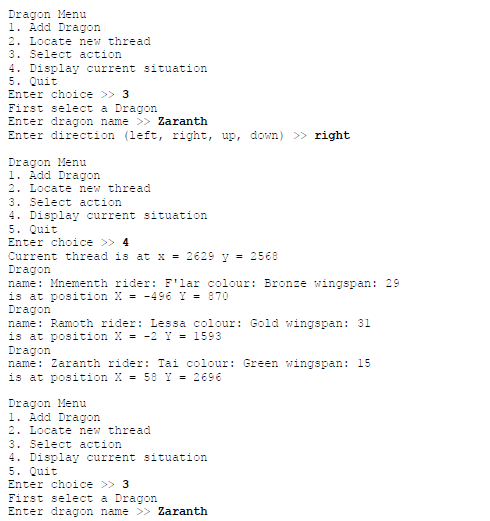 Dragon Menu
1. Add Dragon
2. Locate new thread
3. Select action
4. Display current situation
5. Quit
Enter choice >> 3
First select a Dragon
Enter dragon name >> Zaranth
Enter direction (left, right, up, down) >> right
Dragon Menu
1. Add Dragon
2. Locate new thread
3. Select action
4. Display current situation
5. Quit
Enter choice >> 4
Current thread is at x = 2629 y = 2568
Dragon
name: Mnementh rider: F'lar colour: Bronze wingspan: 29
is at position X = -496 Y = 870
Dragon
name: Ramoth rider: Lessa colour: Gold wingspan: 31
is at position X = -2 Y = 1593
Dragon
name: Zaranth rider: Tai colour: Green wingspan: 15
is at position X = 58 Y = 2696
Dragon Menu
1. Add Dragon
2. Locate new thread
3. Select action
4. Display current situation
5. Quit
Enter choice >> 3
First select a Dragon
Enter dragon name >> Zaranth